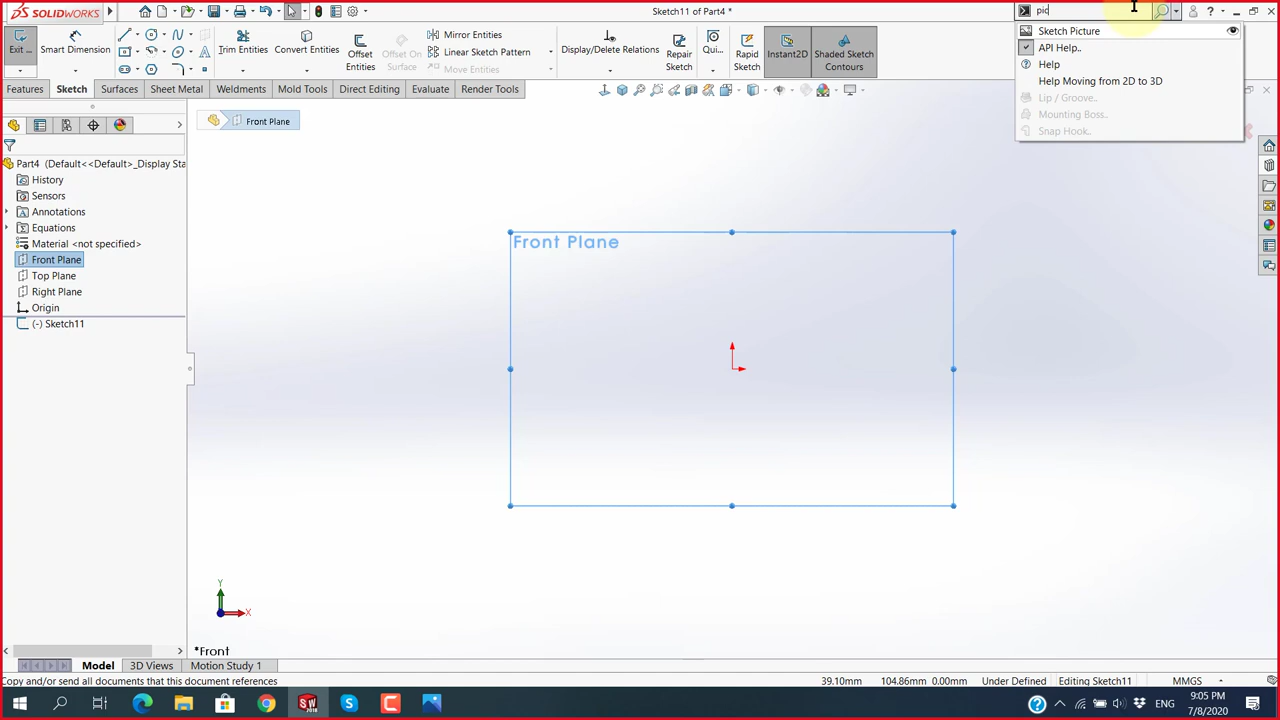 SOLIDWORKS
Sketch11 of Part4 *
pic
Exit ...
Smart Dimension
Trim Entities
Convert Entities
Offset
Entities
Offset On
Surface
Mirror Entities
Linear Sketch Pattern
Move Entities
Display/Delete Relations
Repair
Sketch
Qui...
Rapid
Sketch
Instant2D
Shaded Sketch
Contours
Sketch Picture
API Help..
Help
Help Moving from 2D to 3D
Lip / Groove..
Mounting Boss..
Snap Hook..
Features
Sketch
Surfaces
Sheet Metal
Weldments
Mold Tools
Direct Editing
Evaluate
Render Tools
Front Plane
Part4 (Default<<Default>_Display Sta
History
Sensors
Annotations
Equations
Material <not specified>
Front Plane
Top Plane
Right Plane
Origin
(-) Sketch11
Front Plane
Y
X
*Front
Model
3D Views
Motion Study 1
Copy and/or send all documents that this document references
39.10mm
104.86mm 0.00mm
Under Defined
Editing Sketch11
MMGS
SW
2018
ENG
9:05 PM
7/8/2020